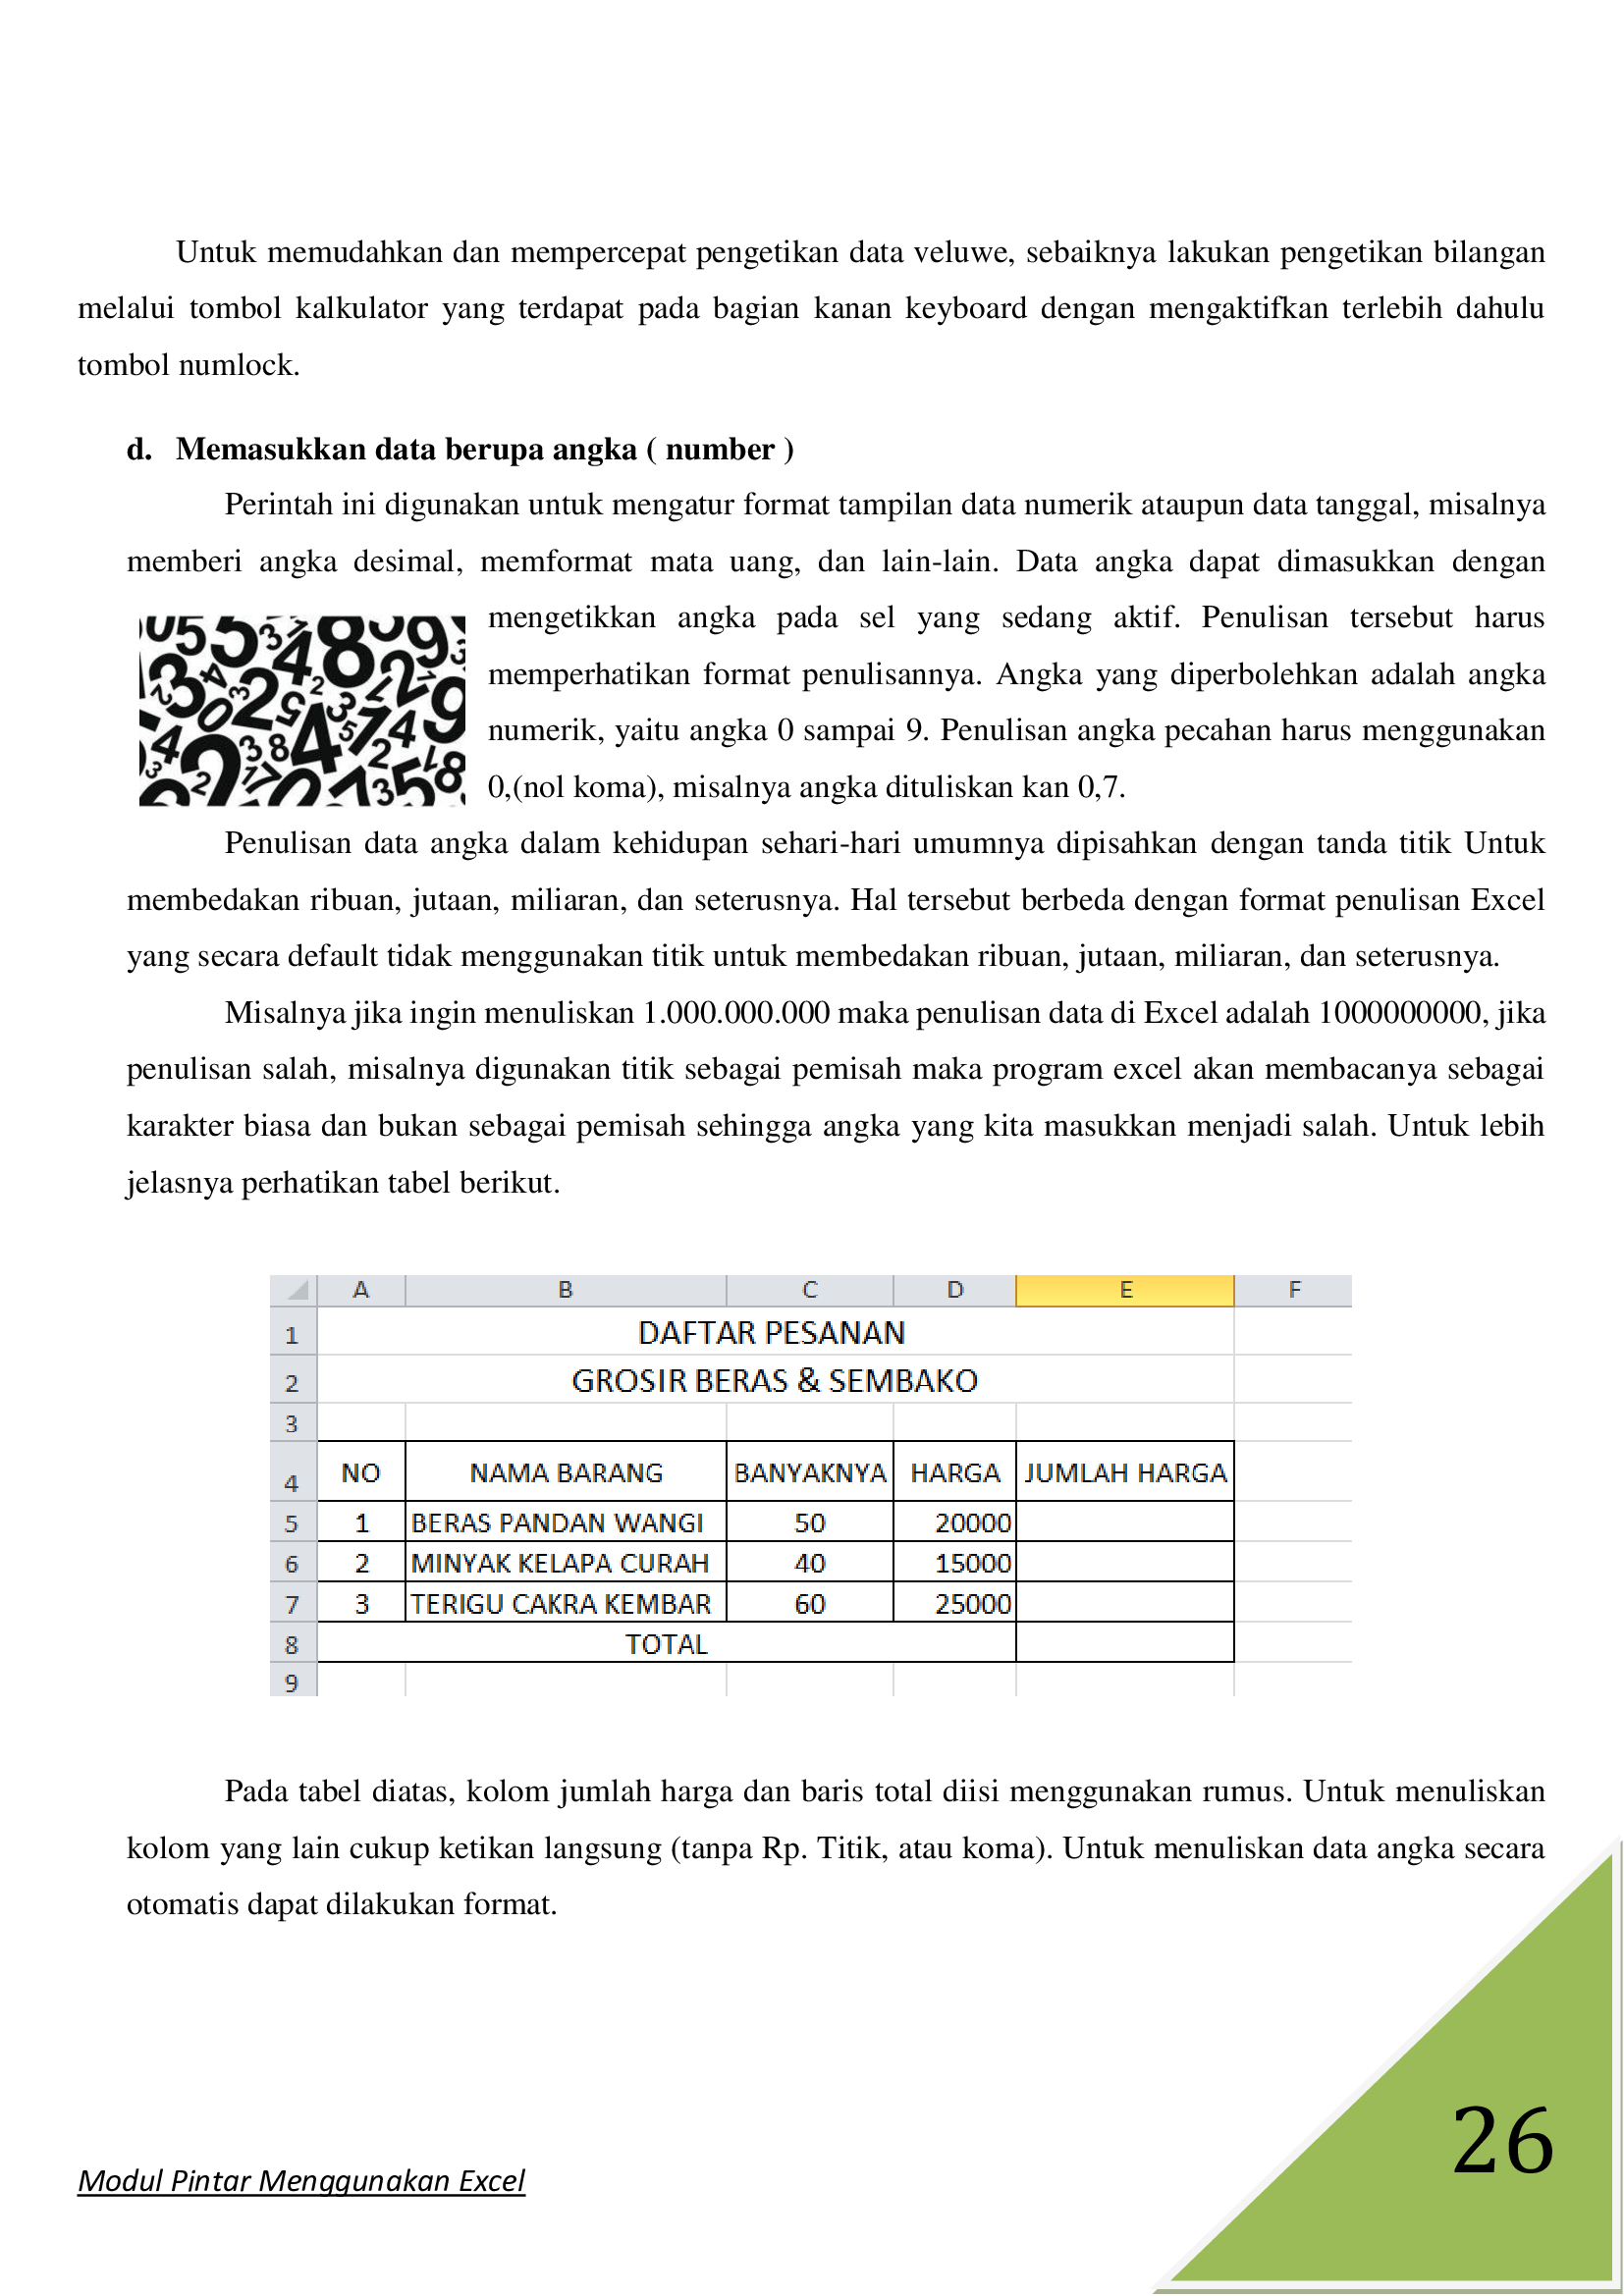 Untuk memudahkan dan mempercepat pengetikan data veluwe, sebaiknya lakukan pengetikan bilangan
melalui tombol kalkulator yang terdapat pada bagian kanan keyboard dengan mengaktifkan terlebih dahulu
tombol numlock.
d. Memasukkan data berupa angka ( number )
Perintah ini digunakan untuk mengatur format tampilan data numerik ataupun data tanggal, misalnya
memberi angka desimal, memformat mata uang, dan lain-lain. Data angka dapat dimasukkan dengan
mengetikkan angka pada sel yang sedang aktif. Penulisan tersebut harus
memperhatikan format penulisannya. Angka yang diperbolehkan adalah angka
numerik, yaitu angka 0 sampai 9. Penulisan angka pecahan harus menggunakan
0,(nol koma), misalnya angka dituliskan kan 0,7.
Penulisan data angka dalam kehidupan sehari-hari umumnya dipisahkan dengan tanda titik Untuk
membedakan ribuan, jutaan, miliaran, dan seterusnya. Hal tersebut berbeda dengan format penulisan Excel
yang secara default tidak menggunakan titik untuk membedakan ribuan, jutaan, miliaran, dan seterusnya.
Misalnya jika ingin menuliskan 1.000.000.000 maka penulisan data di Excel adalah 1000000000, jika
penulisan salah, misalnya digunakan titik sebagai pemisah maka program excel akan membacanya sebagai
karakter biasa dan bukan sebagai pemisah sehingga angka yang kita masukkan menjadi salah. Untuk lebih
jelasnya perhatikan tabel berikut.
A B C D E F
1 DAFTAR PESANAN
2 GROSIR BERAS & SEMBAKO
3
4 NO NAMA BARANG BANYAKNYA HARGA JUMLAH HARGA
5 1 BERAS PANDAN WANGI 50 20000
6 2 MINYAK KELAPA CURAH 40 15000
7 3 TERIGU CAKRA KEMBAR 60 25000
8 TOTAL
9
Pada tabel diatas, kolom jumlah harga dan baris total diisi menggunakan rumus. Untuk menuliskan
kolom yang lain cukup ketikan langsung (tanpa Rp. Titik, atau koma). Untuk menuliskan data angka secara
otomatis dapat dilakukan format.
26
Modul Pintar Menggunakan Excel